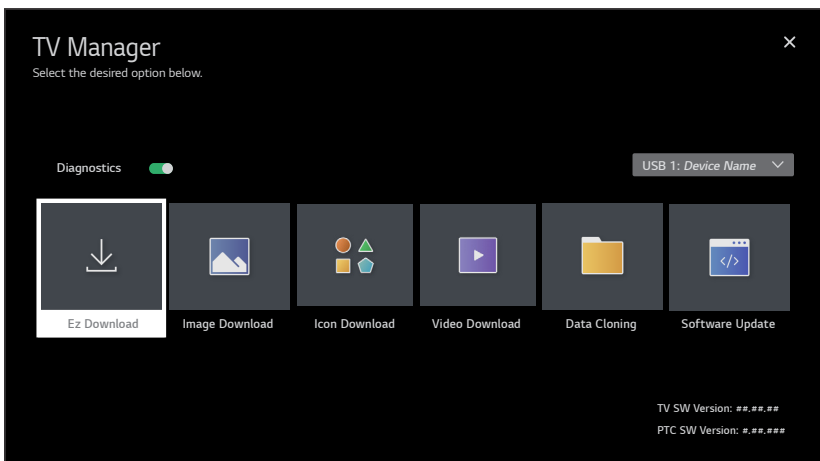 TV Manager
Select the desired option below.
Diagnostics
USB 1: Device Name
Ez Download
Image Download
Icon Download
Video Download
Data Cloning
Software Update
TV SW Version: ##.##.##
PTC SW Version: #.##.###